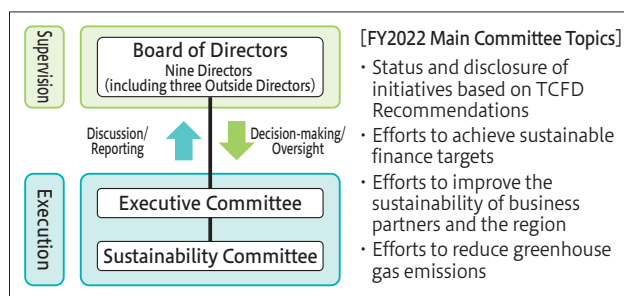 Supervision
Board of Directors
Nine Directors
(including three Outside Directors)
Discussion/
Reporting
Decision-making/
Oversight
Execution
Executive Committee
Sustainability Committee
[FY2022 Main Committee Topics]
・Status and disclosure of
initiatives based on TCFD
Recommendations
・Efforts to achieve sustainable
finance targets
・Efforts to improve the
sustainability of business
partners and the region
・Efforts to reduce greenhouse
gas emissions